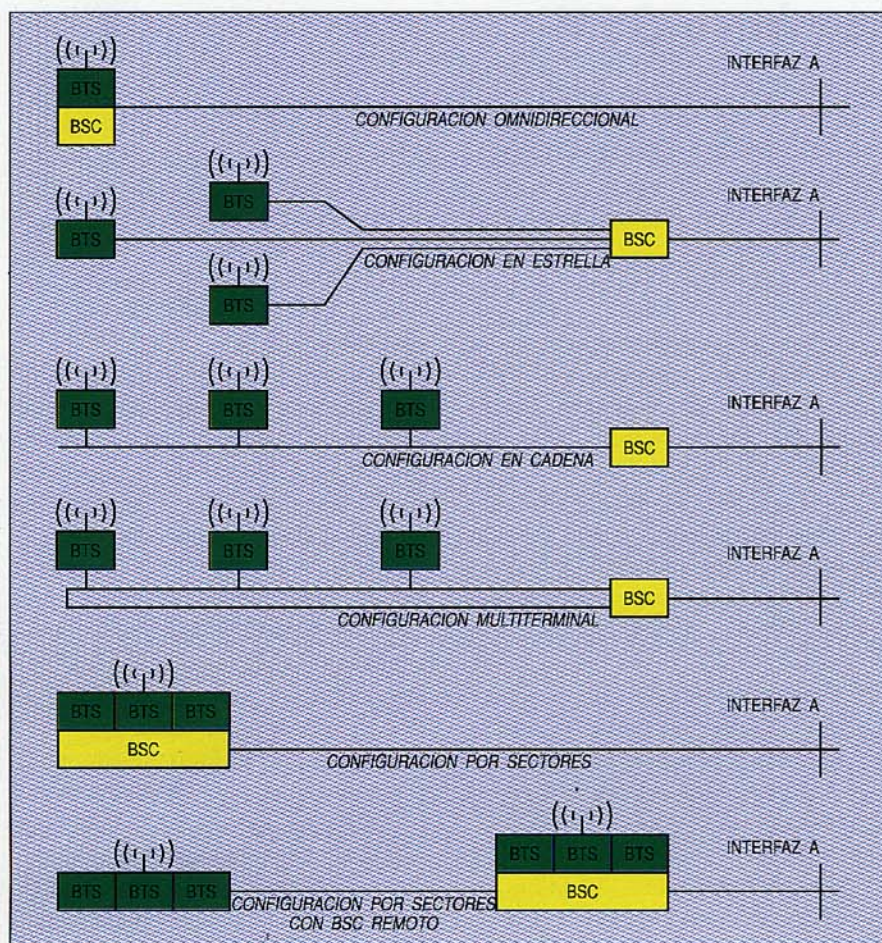 INTERFAZ A
BTS
BSC
CONFIGURACION OMNIDIRECCIONAL
INTERFAZ A
BTS
BTS
BSC
CONFIGURACION EN ESTRELLA
BTS
INTERFAZ A
BTS BTS BTS
BSC
CONFIGURACION EN CADENA
INTERFAZ A
BTS BTS BTS
BSC
CONFIGURACION MULTITERMINAL
INTERFAZ A
BTS BTS BTS
BSC
CONFIGURACION POR SECTORES
INTERFAZ A
BTS BTS BTS
BTS BTS BTS
BSC
CONFIGURACION POR SECTORES
CON BSC REMOTO